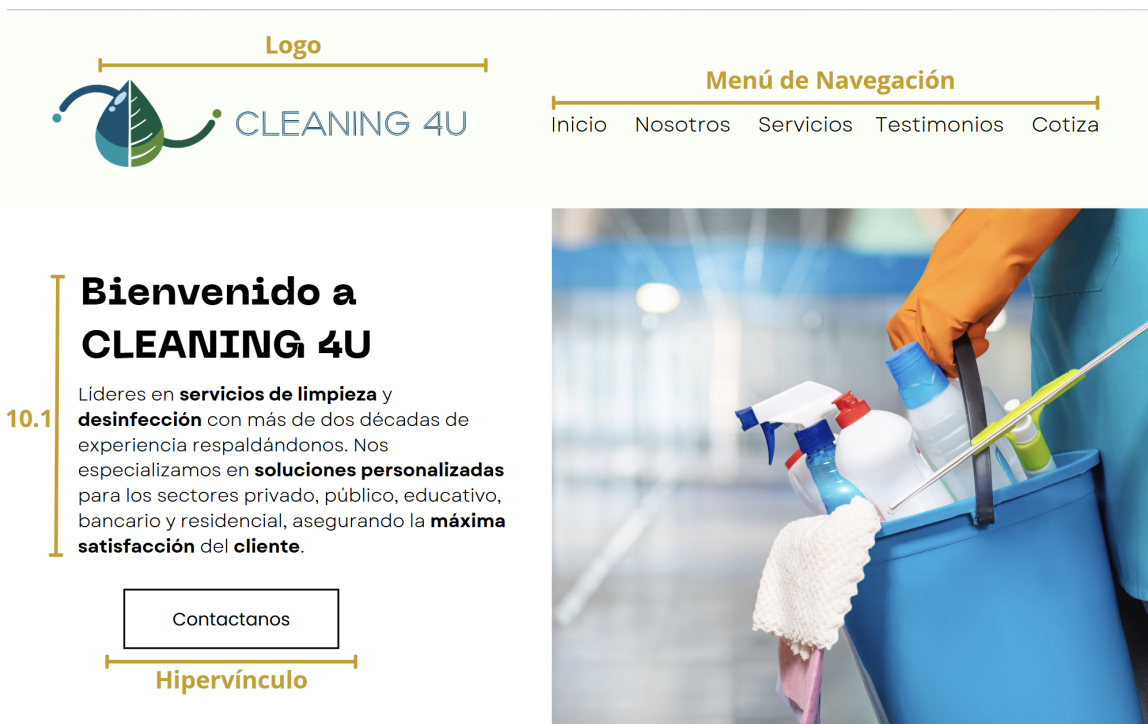 Logo
Menú de Navegación
CLEANING 4U
Inicio Nosotros Servicios Testimonios Cotiza
Bienvenido a
CLEANING 4U
10.1
Líderes en servicios de limpieza y
desinfección con más de dos décadas de
experiencia respaldándonos. Nos
especializamos en soluciones personalizadas
para los sectores privado, público, educativo,
bancario y residencial, asegurando la máxima
satisfacción del cliente.
Contactanos
Hipervínculo